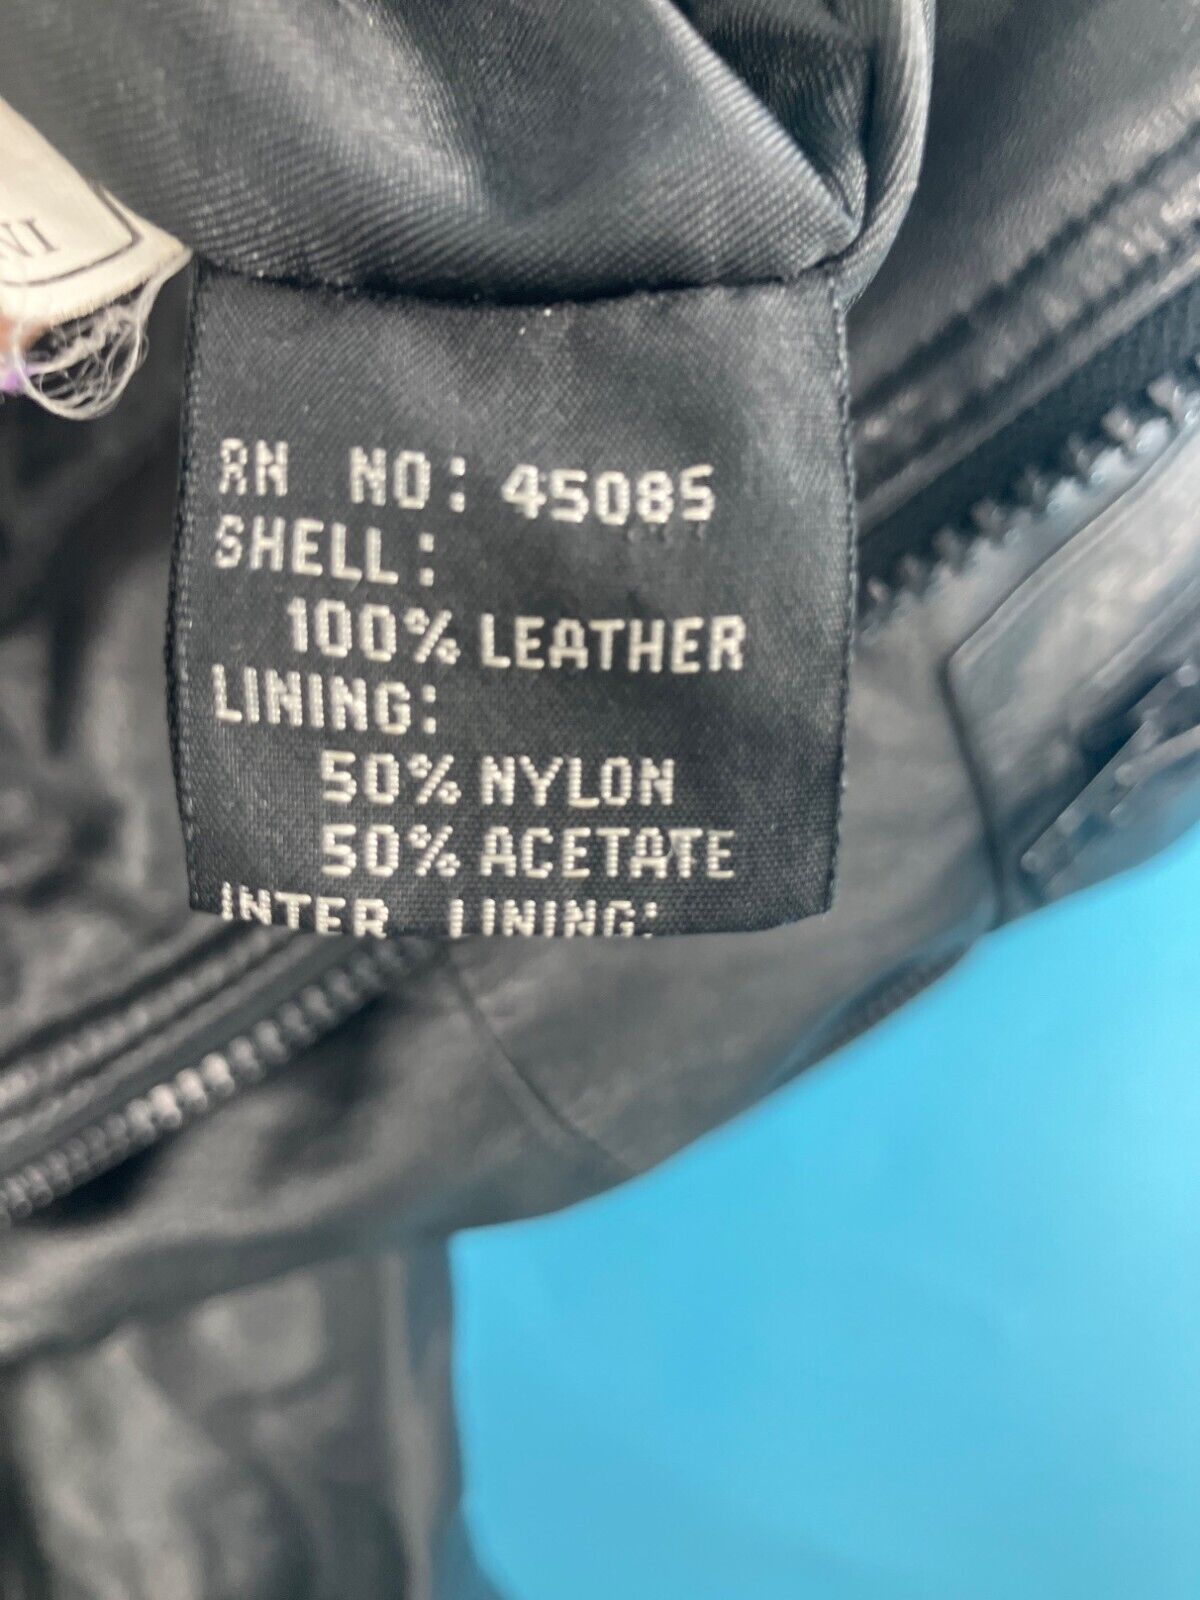 RN NO: 45085
SHELL:
100% LEATHER
LINING:
50% NYLON
50% ACETATE
INTER LINING: